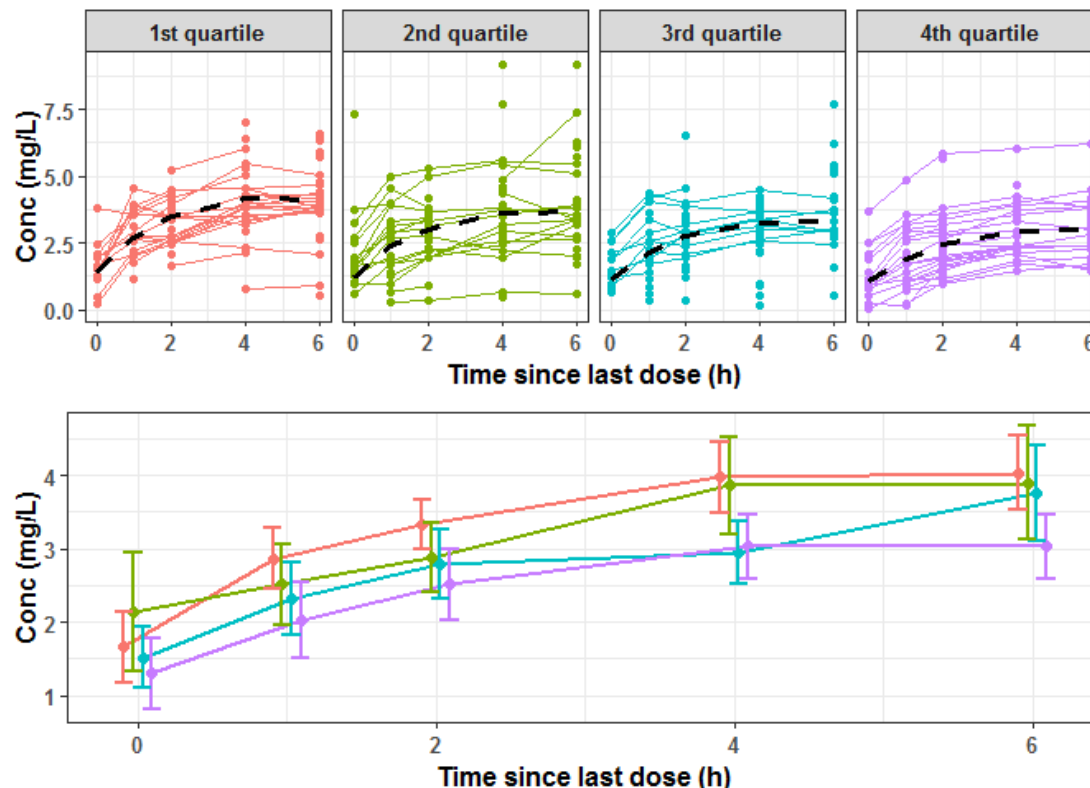 1st quartile 2nd quartile 3rd quartile 4th quartile
Conc (mg/L)
7.5
5.0
2.5
0.0
0 2 4 6 0 2 4 6 0 2 4 6 0 2 4 6
Time since last dose (h)
Conc (mg/L)
4
3
2
1
0 2 4 6
Time since last dose (h)